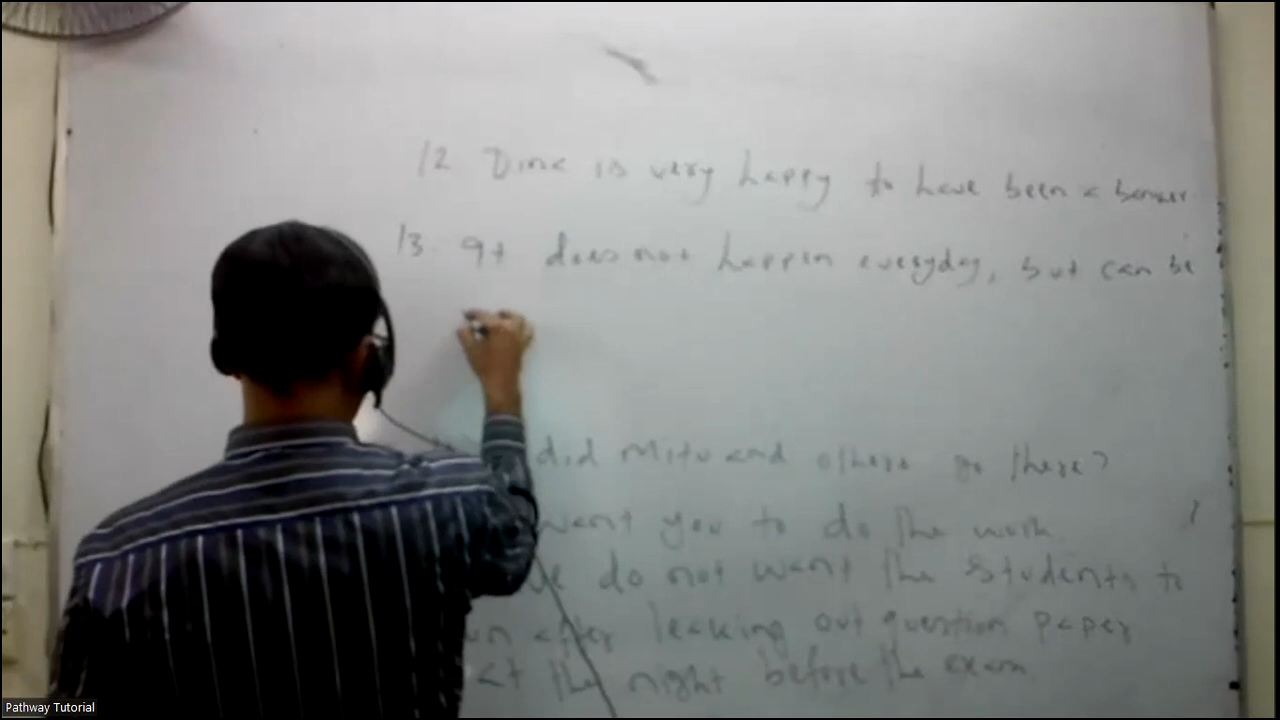 12 Dina is very happy to have been a banker
13. It does not happen everyday, but can be
did Mitu and others go there?
want you to do the work
do not want the students to
after leaking out question paper
at the night before the exam
Pathway Tutorial